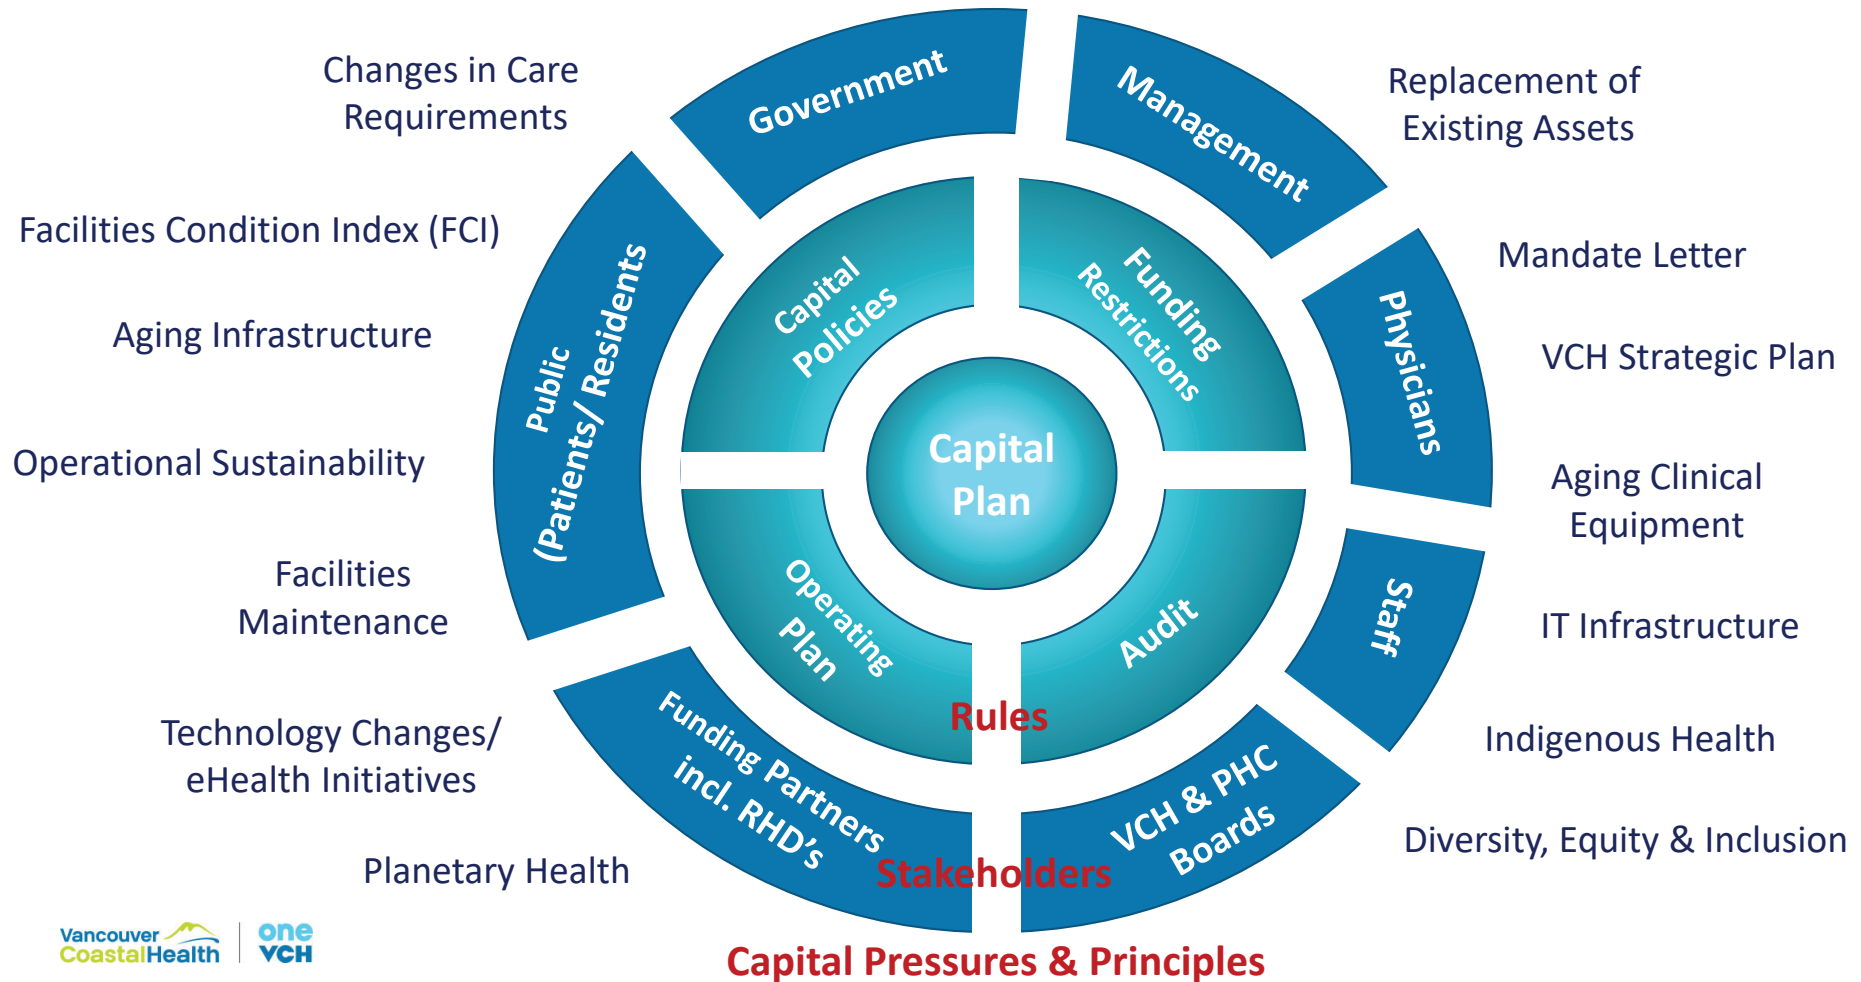 Changes in Care
Requirements
Facilities Condition Index (FCI)
Aging Infrastructure
Operational Sustainability
Facilities
Maintenance
Technology Changes/
eHealth Initiatives
Planetary Health
Government
Management
Physicians
Staff
VCH & PHC
Boards
Funding Partners
incl. RHD's
Public
(Patients/ Residents
Capital
Policies
Funding
Restrictions
Operating
Plan
Audit
Capital
Plan
Rules
Stakeholders
Capital Pressures & Principles
Replacement of
Existing Assets
Mandate Letter
VCH Strategic Plan
Aging Clinical
Equipment
IT Infrastructure
Indigenous Health
Diversity, Equity & Inclusion
Vancouver
CoastalHealth
one
VCH